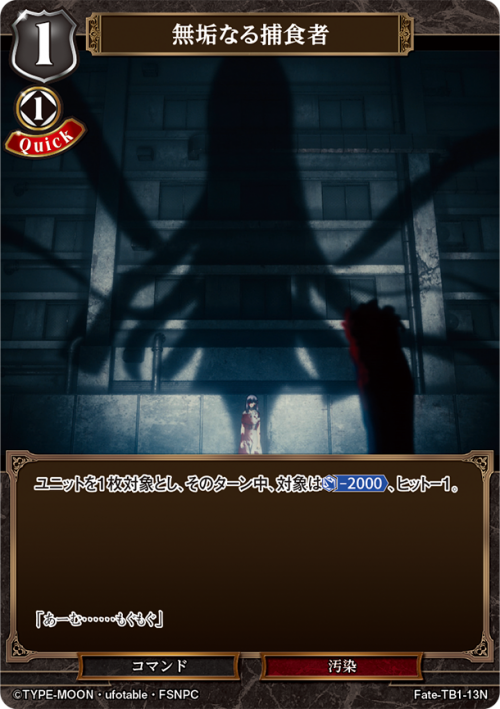 1
無垢なる捕食者
1
Quick
ユニットを1枚対象とし、そのターン中、対象は-2000、ヒット-1。
「あーむ……もぐもぐ」
コマンド
汚染
©TYPE-MOON・ufotable・FSNPC
Fate-TB1-13N